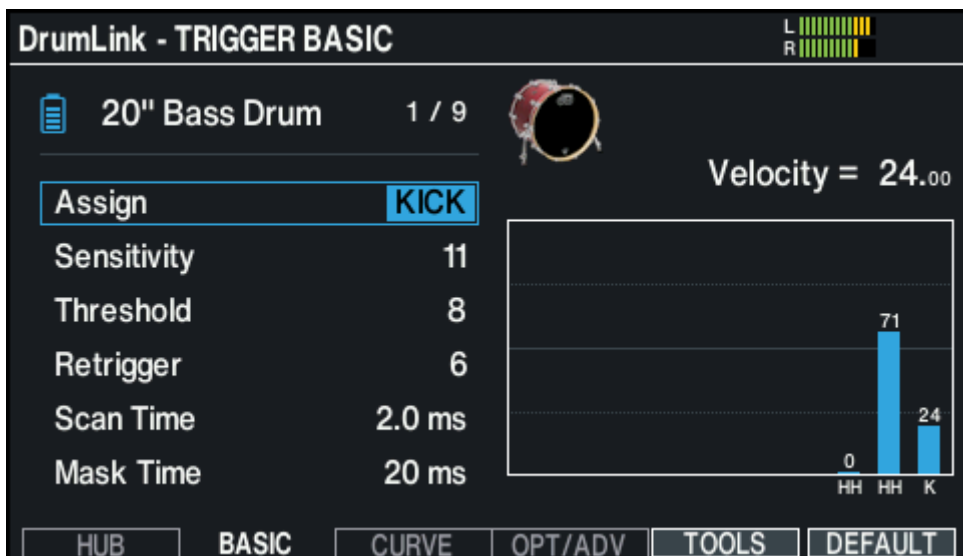 DrumLink - TRIGGER BASIC
L
R
20" Bass Drum 1 / 9
Velocity = 24.00
Assign KICK
Sensitivity 11
Threshold 8
Retrigger 6
Scan Time 2.0 ms
Mask Time 20 ms
71
24
0
HH HH K
HUB BASIC CURVE OPT/ADV TOOLS DEFAULT